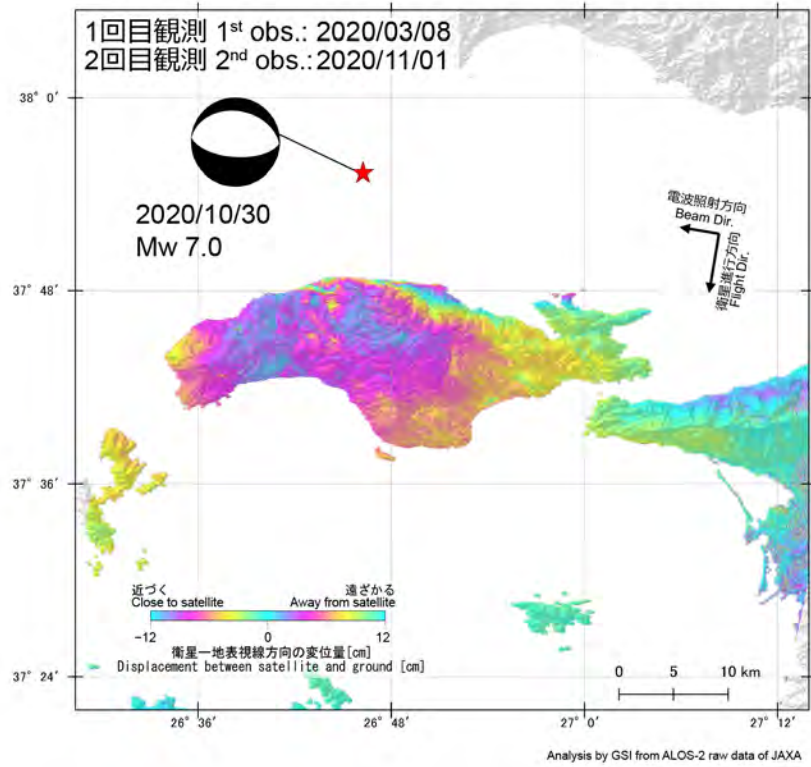 1回目観測 1st obs.: 2020/03/08
2回目観測 2nd obs.: 2020/11/01
38° 0′
2020/10/30
Mw 7.0
電波照射方向
Beam Dir.
衛星進行方向
Flight Dir.
37° 48′
37° 36′
近づく 遠ざかる
Close to satellite Away from satellite
-12 0 12
衛星－地表視線方向の変位量[cm]
Displacement between satellite and ground [cm]
0 5 10 km
37° 24′
26° 36′ 26° 48′ 27° 0′ 27° 12′
Analysis by GSI from ALOS-2 raw data of JAXA